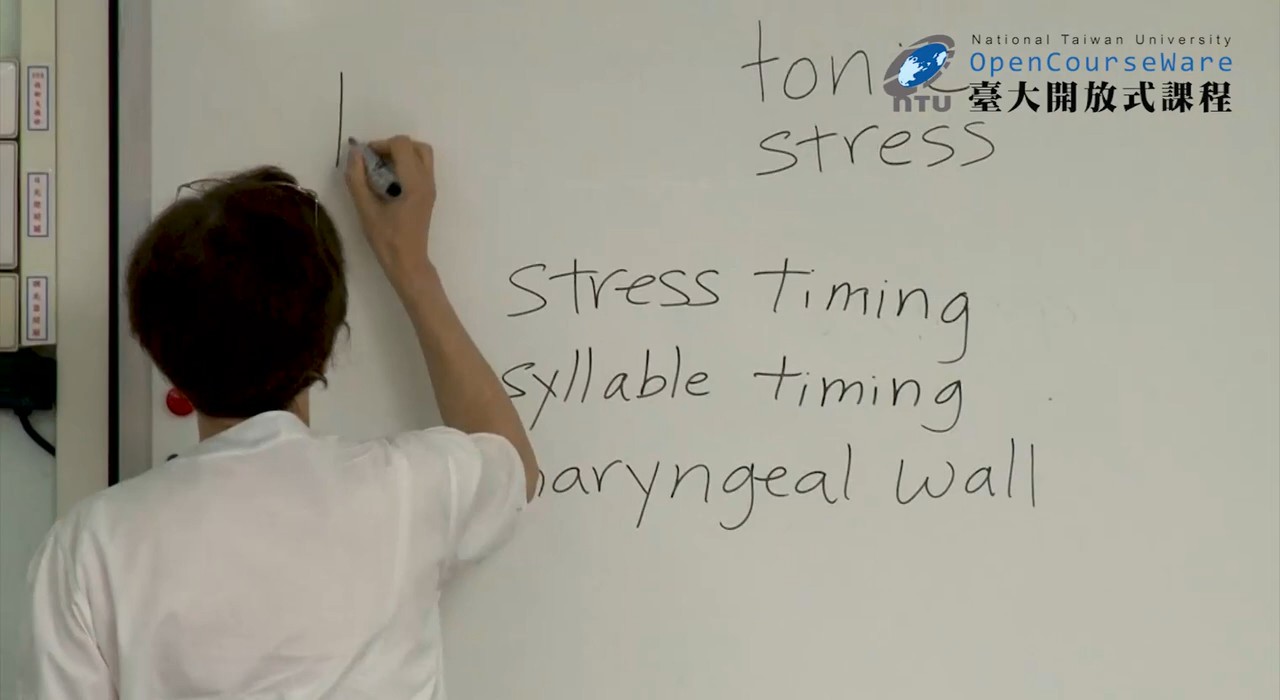 National Taiwan University
OpenCourseWare
NTU
臺大開放式課程
ton
stress
stress timing
syllable timing
haryngeal wall